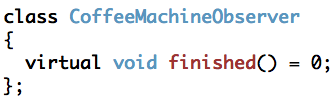 class CoffeeMachineObserver
{
  virtual void finished() = 0;
};